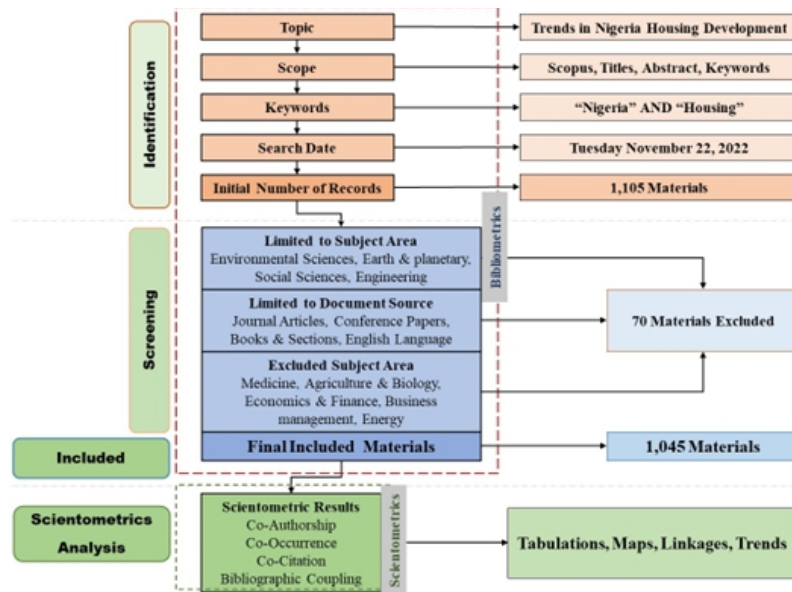 Identification
Topic
Trends in Nigeria Housing Development
Scope
Scopus, Titles, Abstract, Keywords
Keywords
“Nigeria” AND “Housing”
Search Date
Tuesday November 22, 2022
Initial Number of Records
1,105 Materials
Bibliometrics
Screening
Limited to Subject Area
Environmental Sciences, Earth & planetary,
Social Sciences, Engineering
Limited to Document Source
Journal Articles, Conference Papers,
Books & Sections, English Language
70 Materials Excluded
Excluded Subject Area
Medicine, Agriculture & Biology,
Economics & Finance, Business
management, Energy
Included
Final Included Materials
1,045 Materials
Scientometrics
Analysis
Scientometric Results
Co-Authorship
Co-Occurrence
Co-Citation
Bibliographic Coupling
Scientometrics
Tabulations, Maps, Linkages, Trends